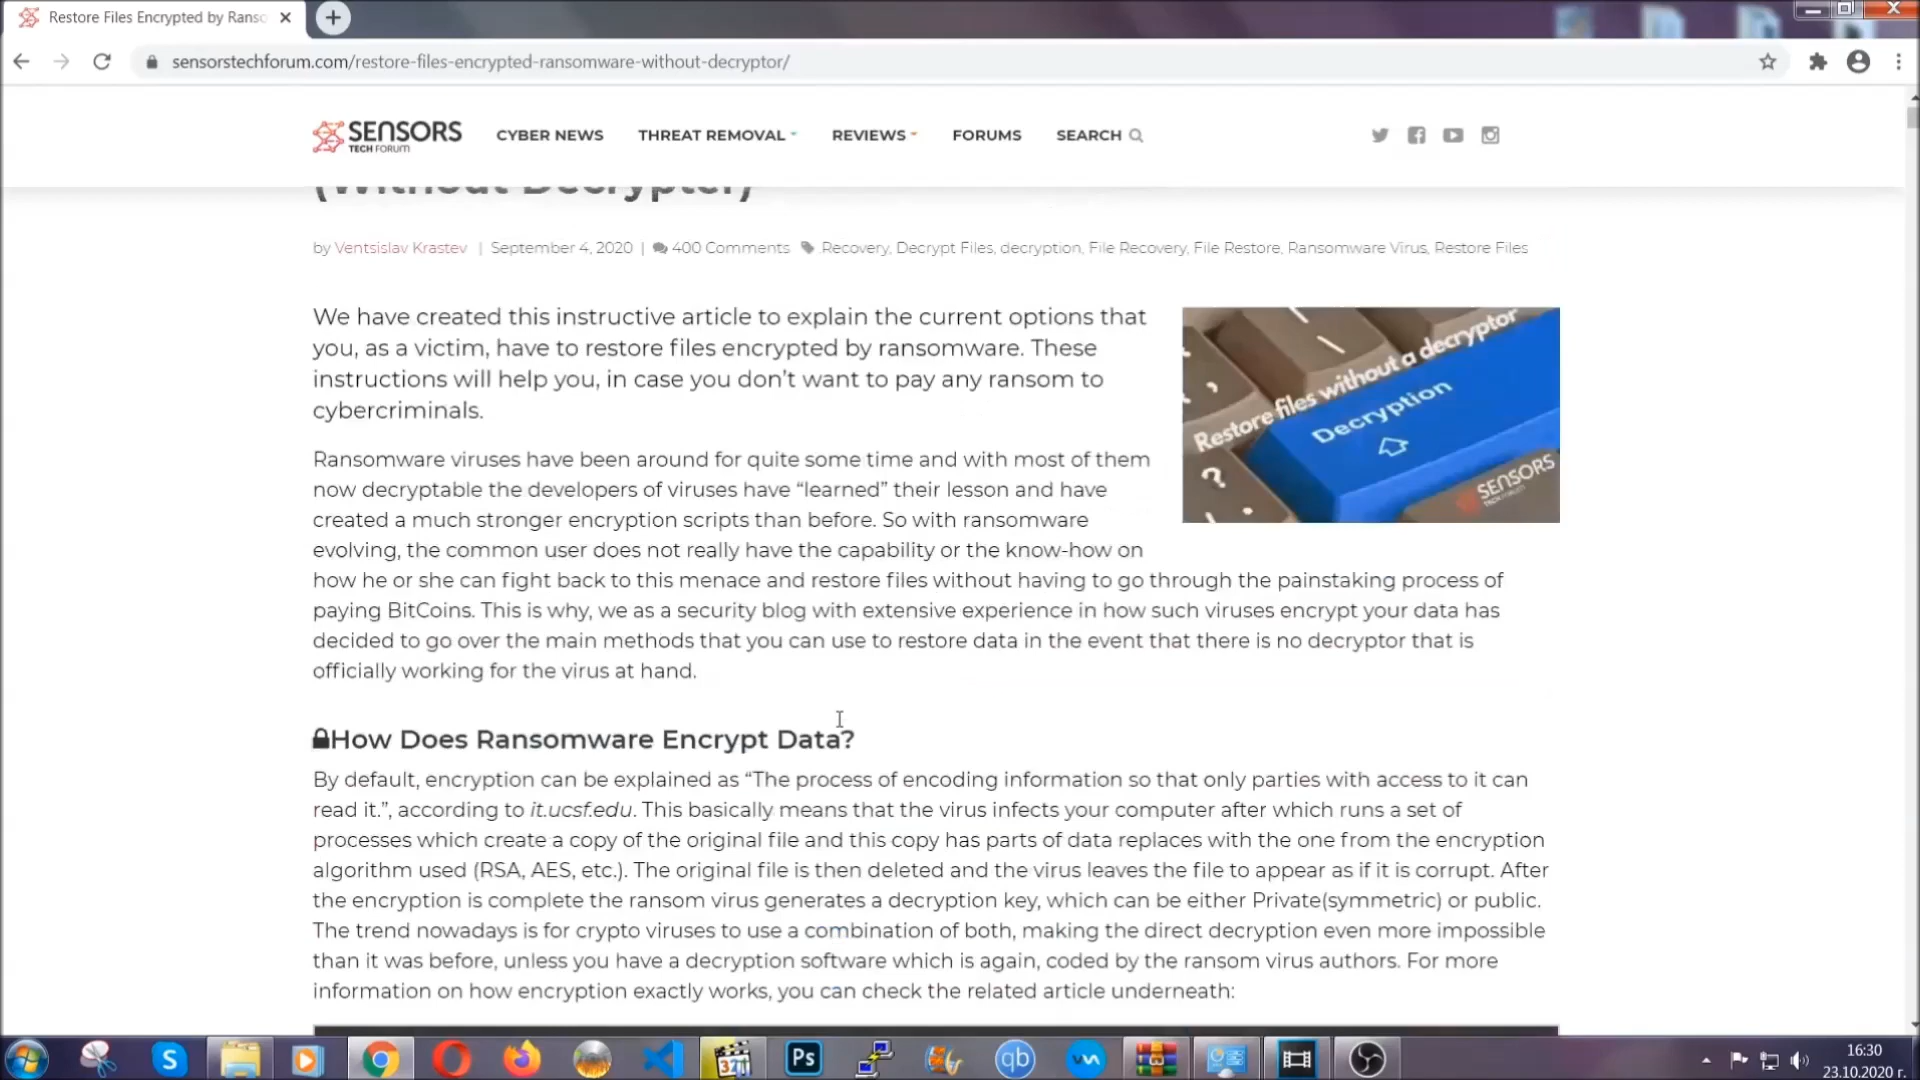 Restore Files Encrypted by Ranso
sensorstechforum.com/restore-files-encrypted-ransomware-without-decryptor/
SENSORS
TECH FORUM
CYBER NEWS THREAT REMOVAL REVIEWS FORUMS SEARCH
(Without Decrypter)
by Ventsislav Krastev | September 4, 2020 | 400 Comments Recovery, Decrypt Files, decryption, File Recovery, File Restore, Ransomware Virus, Restore Files
We have created this instructive article to explain the current options that
you, as a victim, have to restore files encrypted by ransomware. These
instructions will help you, in case you don’t want to pay any ransom to
cybercriminals.
Restore files without a decryptor
Decryption
SENSORS
Ransomware viruses have been around for quite some time and with most of them
now decryptable the developers of viruses have “learned” their lesson and have
created a much stronger encryption scripts than before. So with ransomware
evolving, the common user does not really have the capability or the know-how on
how he or she can fight back to this menace and restore files without having to go through the painstaking process of
paying BitCoins. This is why, we as a security blog with extensive experience in how such viruses encrypt your data has
decided to go over the main methods that you can use to restore data in the event that there is no decryptor that is
officially working for the virus at hand.
How Does Ransomware Encrypt Data?
By default, encryption can be explained as “The process of encoding information so that only parties with access to it can
read it.”, according to it.ucsf.edu. This basically means that the virus infects your computer after which runs a set of
processes which create a copy of the original file and this copy has parts of data replaces with the one from the encryption
algorithm used (RSA, AES, etc.). The original file is then deleted and the virus leaves the file to appear as if it is corrupt. After
the encryption is complete the ransom virus generates a decryption key, which can be either Private(symmetric) or public.
The trend nowadays is for crypto viruses to use a combination of both, making the direct decryption even more impossible
than it was before, unless you have a decryption software which is again, coded by the ransom virus authors. For more
information on how encryption exactly works, you can check the related article underneath:
S
321
Ps
qb
16:30
23.10.2020 г.